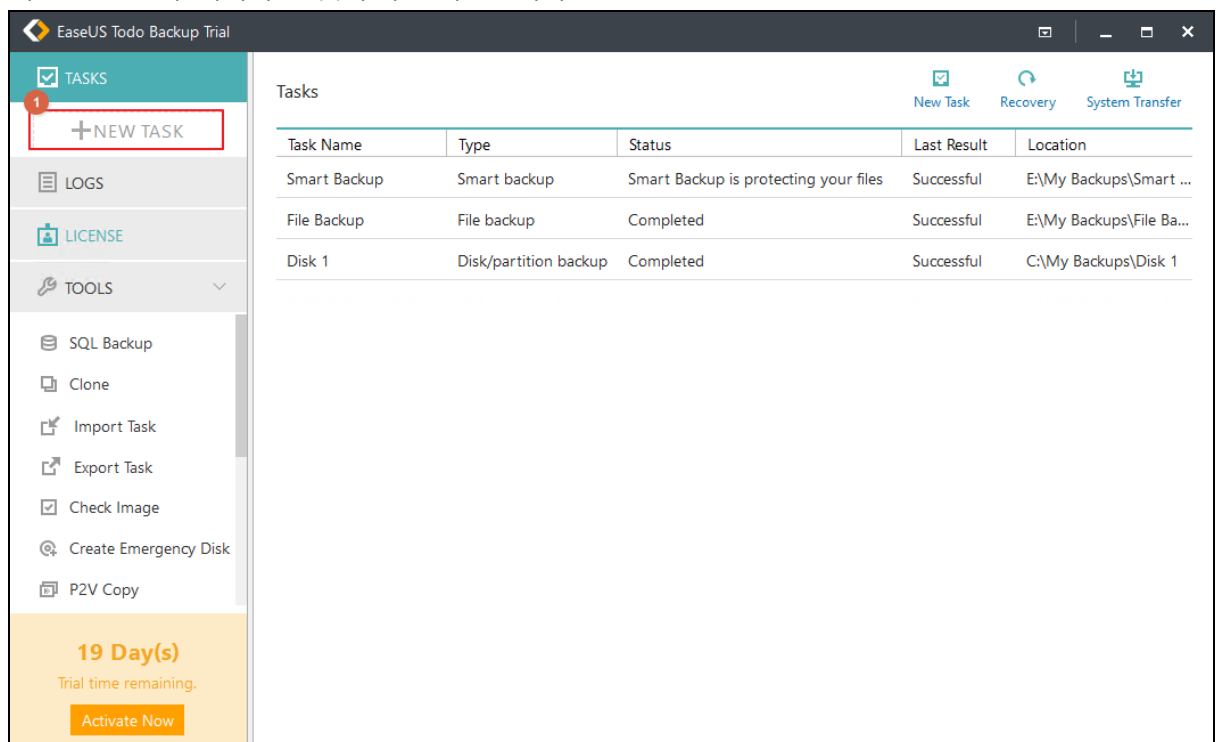 EaseUS Todo Backup Trial
TASKS
1
+NEW TASK
LOGS
LICENSE
TOOLS
SQL Backup
Clone
Import Task
Export Task
Check Image
Create Emergency Disk
P2V Copy
19 Day(s)
Trial time remaining.
Activate Now
Tasks
New Task Recovery System Transfer
Task Name Type Status Last Result Location
Smart Backup Smart backup Smart Backup is protecting your files Successful E:\My Backups\Smart ...
File Backup File backup Completed Successful E:\My Backups\File Ba...
Disk 1 Disk/partition backup Completed Successful C:\My Backups\Disk 1